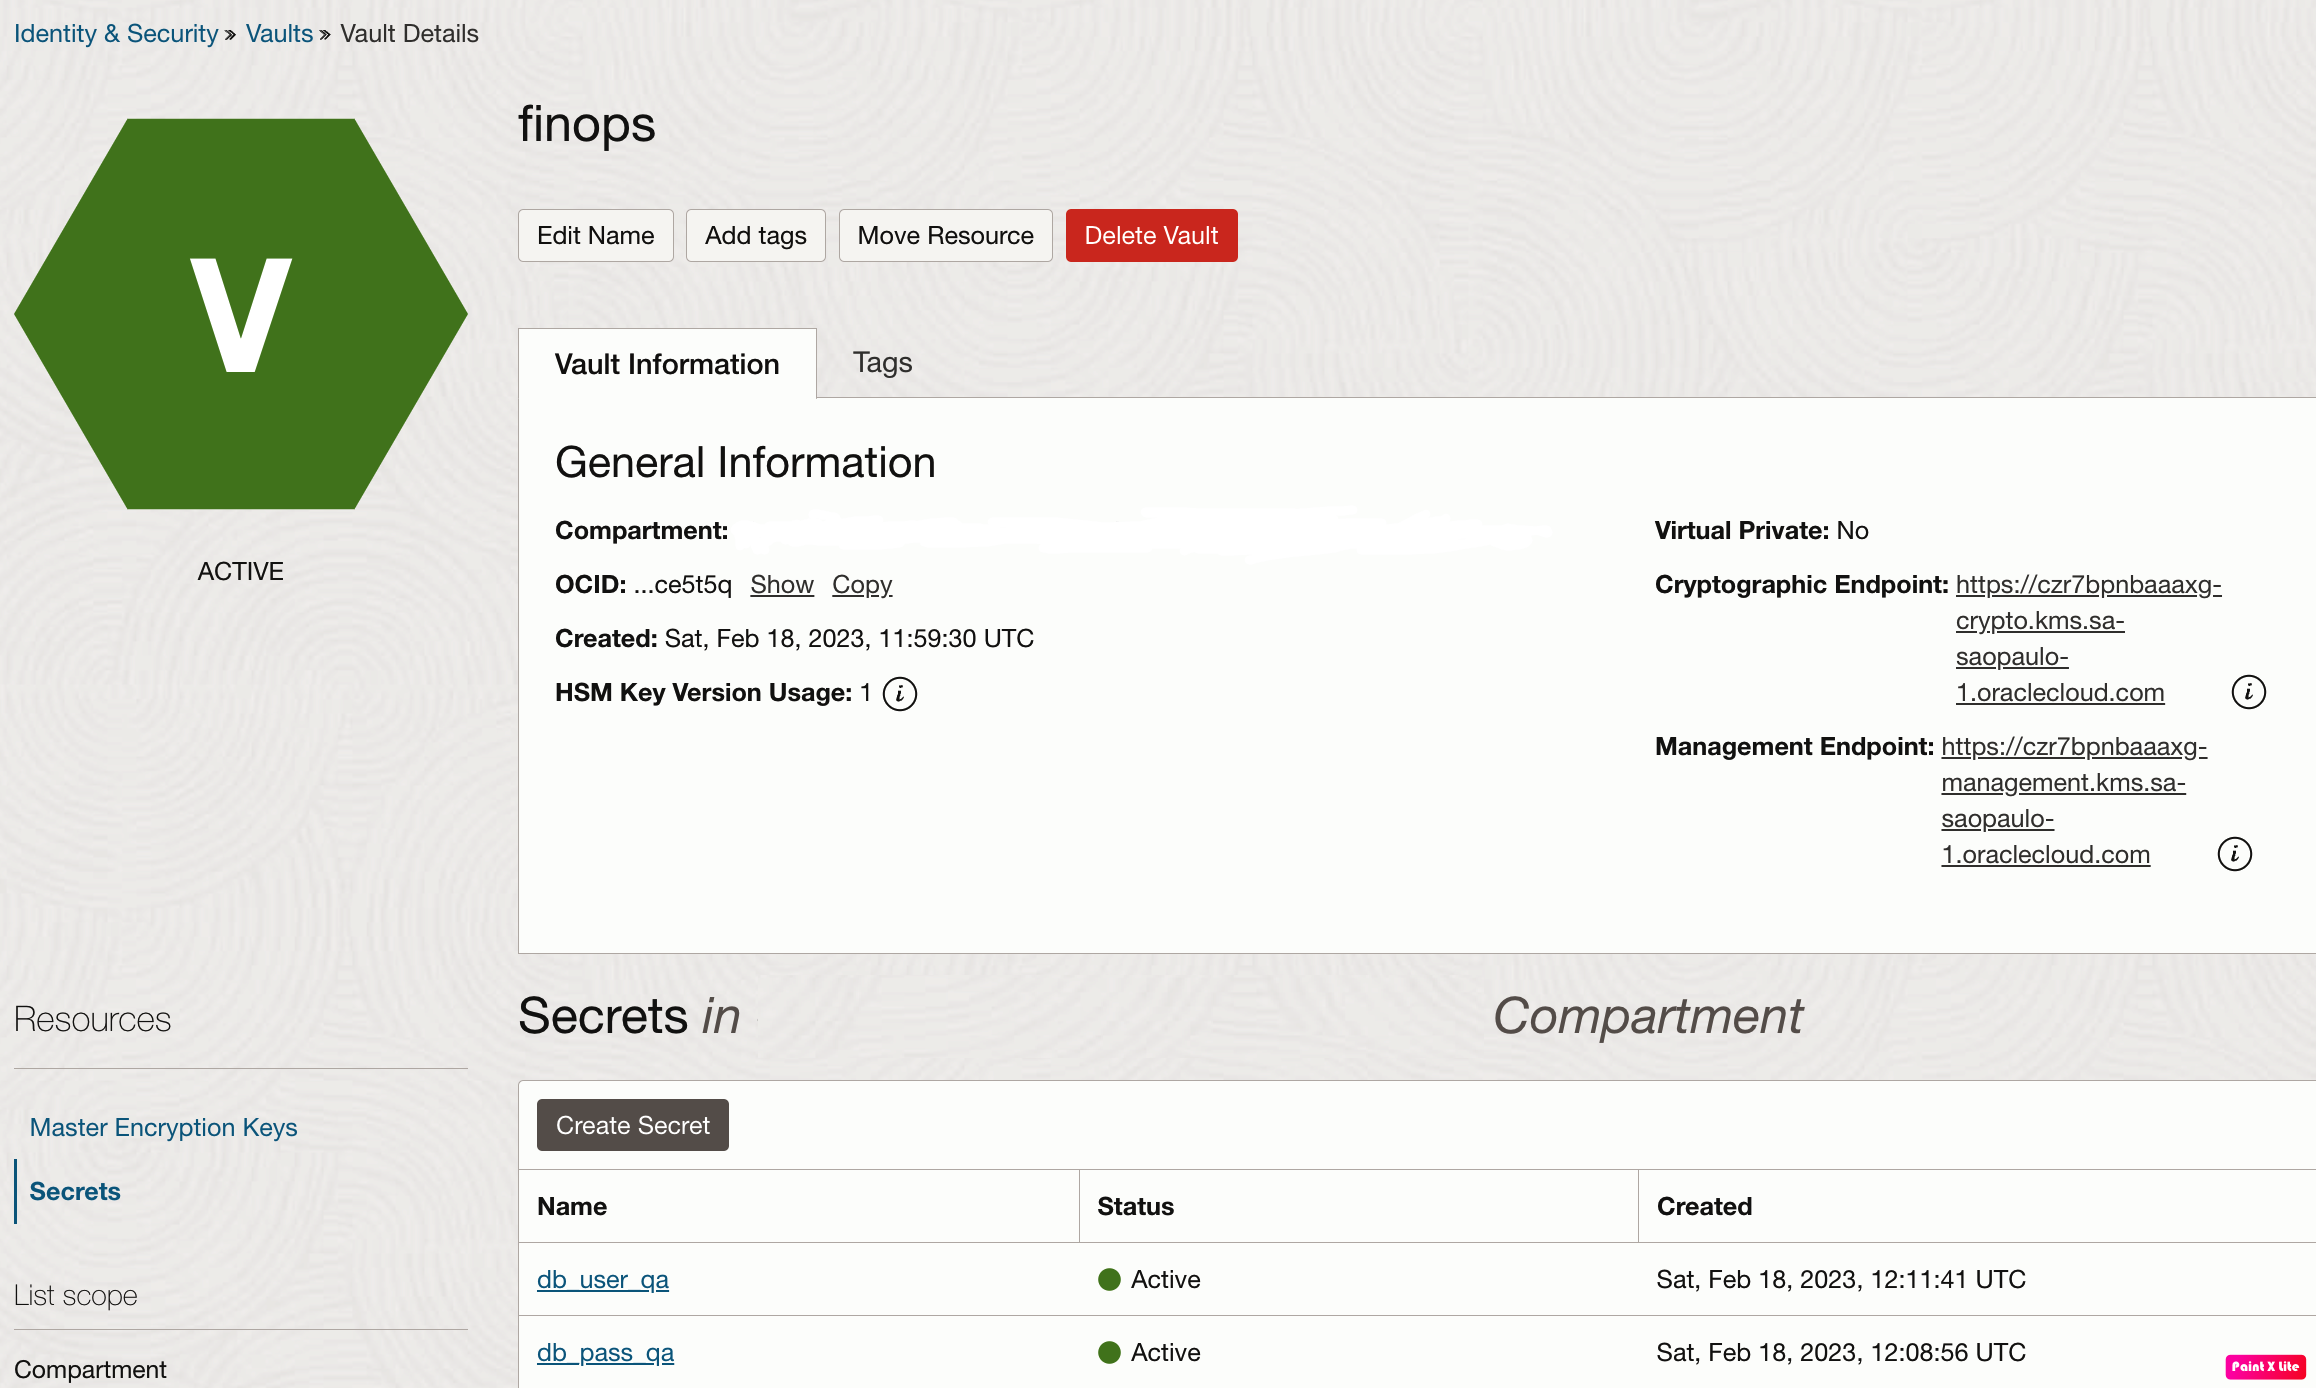 Identity & Security » Vaults » Vault Details
V
ACTIVE
finops
Edit Name
Add tags
Move Resource
Delete Vault
Vault Information
Tags
General Information
Compartment:
OCID: ...ce5t5q Show Copy
Created: Sat, Feb 18, 2023, 11:59:30 UTC
HSM Key Version Usage: 1 i
Virtual Private: No
Cryptographic Endpoint: https://czr7bpnbaaaxg-
crypto.kms.sa-
saopaulo-
1.oraclecloud.com i
Management Endpoint: https://czr7bpnbaaaxg-
management.kms.sa-
saopaulo-
1.oraclecloud.com i
Resources
Master Encryption Keys
Secrets
List scope
Compartment
Secrets in Compartment
Create Secret
Name Status Created
db_user_qa Active Sat, Feb 18, 2023, 12:11:41 UTC
db_pass_qa Active Sat, Feb 18, 2023, 12:08:56 UTC
Paint X Lite